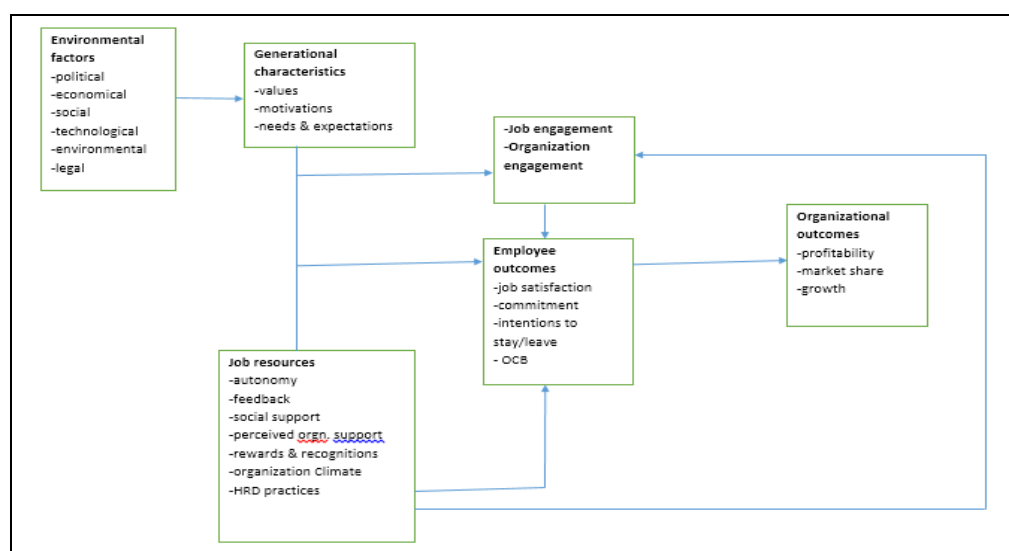 Environmental
factors
-political
-economical
-social
-technological
-environmental
-legal
Generational
characteristics
-values
-motivations
-needs & expectations
-Job engagement
-Organization
engagement
Organizational
outcomes
-profitability
-market share
-growth
Employee
outcomes
-job satisfaction
-commitment
-intentions to
stay/leave
- OCB
Job resources
-autonomy
-feedback
-social support
-perceived orgn. support
-rewards & recognitions
-organization Climate
-HRD practices